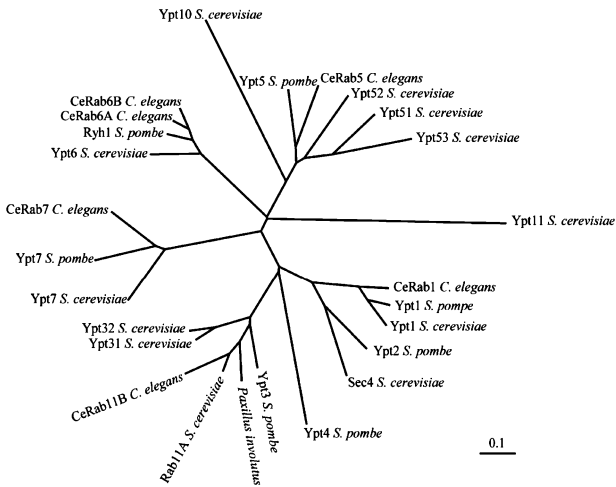 Ypt10 S. cerevisiae
Ypt5 S. pombe
CeRab5 C. elegans
Ypt52 S. cerevisiae
CeRab6B C. elegans
CeRab6A C. elegans
Ypt51 S. cerevisiae
Ryh1 S. pombe
Ypt53 S. cerevisiae
Ypt6 S. cerevisiae
CeRab7 C. elegans
Ypt11 S. cerevisiae
Ypt7 S. pombe
CeRab1 C. elegans
Ypt7 S. cerevisiae
Ypt1 S. pompe
Ypt1 S. cerevisiae
Ypt32 S. cerevisiae
Ypt31 S. cerevisiae
Ypt2 S. pombe
Sec4 S. cerevisiae
CeRab11B C. elegans
Rab11A S. cerevisiae
Paxillus involutus
Ypt3 S. pombe
Ypt4 S. pombe
0.1